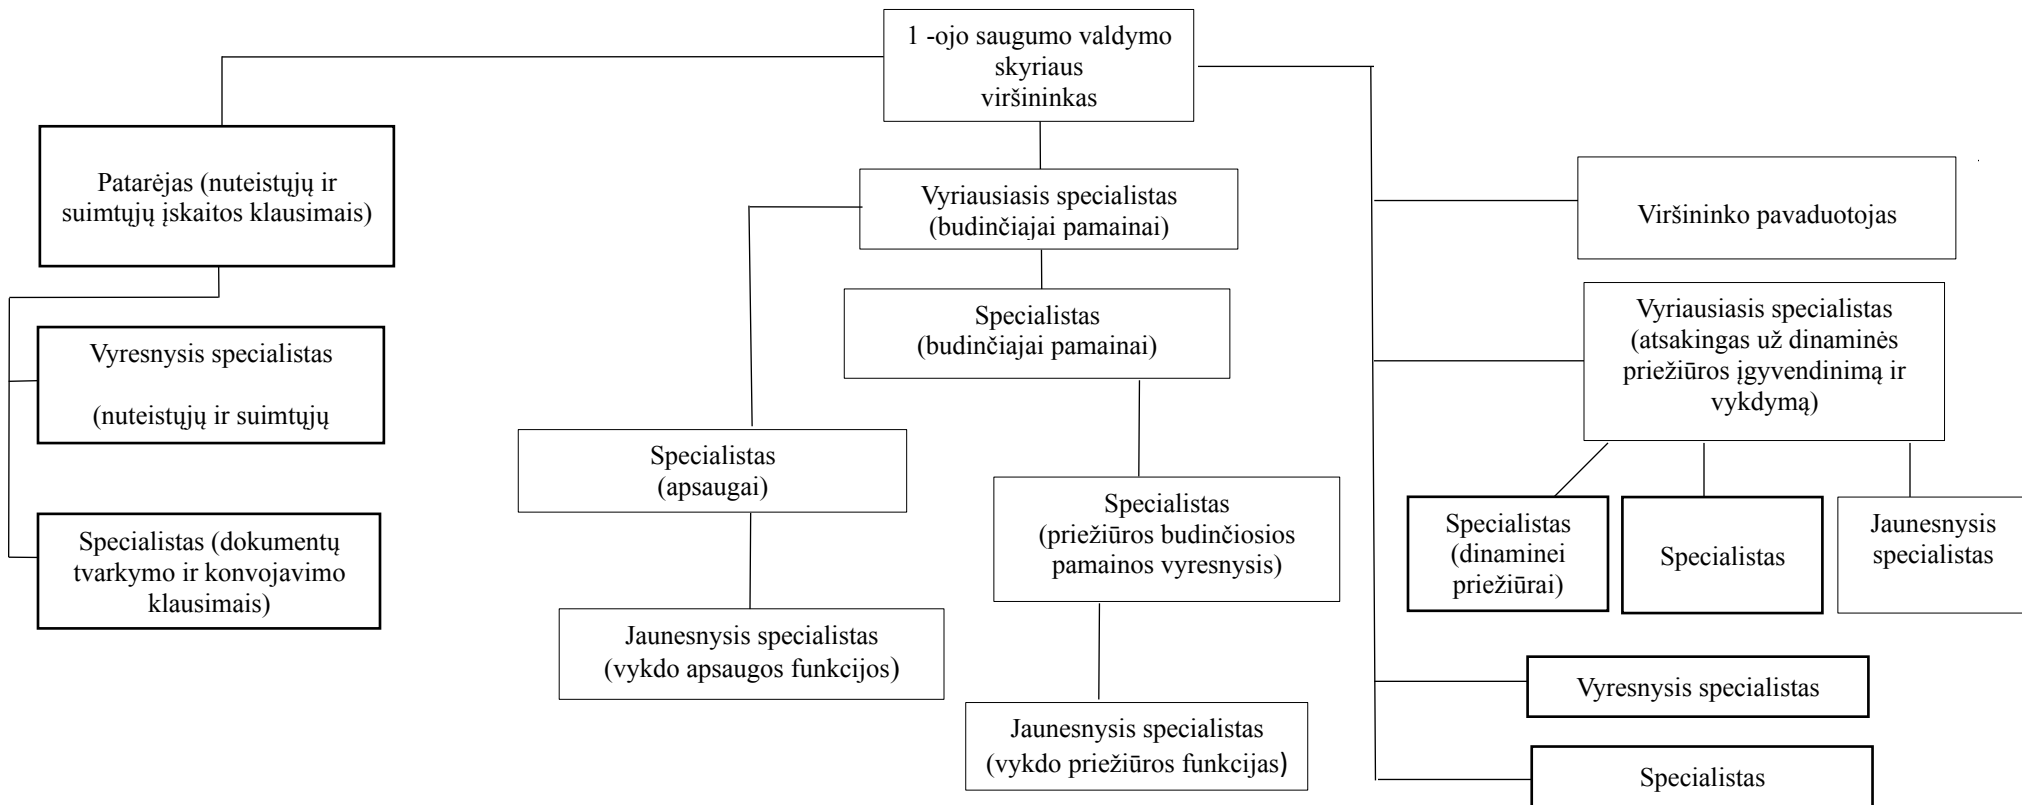 1 -ojo saugumo valdymo
skyriaus
viršininkas
Patarėjas (nuteistųjų ir
suimtųjų įskaitos klausimais)
Vyresnysis specialistas
(nuteistųjų ir suimtųjų
Specialistas (dokumentų
tvarkymo ir konvojavimo
klausimais)
Vyriausiasis specialistas
(budinčiajai pamainai)
Specialistas
(budinčiajai pamainai)
Specialistas
(apsaugai)
Jaunesnysis specialistas
(vykdo apsaugos funkcijos)
Specialistas
(priežiūros budinčiosios
pamainos vyresnysis)
Jaunesnysis specialistas
(vykdo priežiūros funkcijas)
Viršininko pavaduotojas
Vyriausiasis specialistas
(atsakingas už dinaminės
priežiūros įgyvendinimą ir
vykdymą)
Specialistas
(dinaminei
priežiūrai)
Specialistas
Jaunesnysis
specialistas
Vyresnysis specialistas
Specialistas